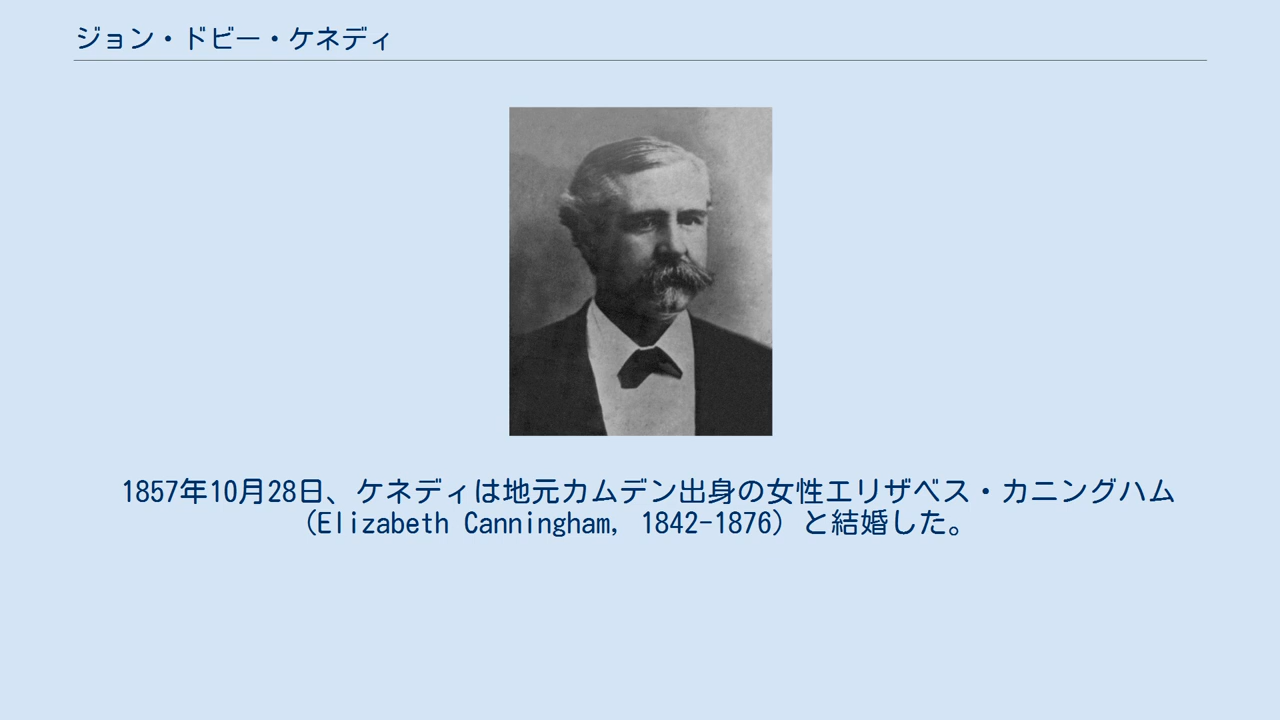 ジョン・ドビー・ケネディ
1857年10月28日、ケネディは地元カムデン出身の女性エリザベス・カニングハム
（Elizabeth Canningham, 1842-1876）と結婚した。